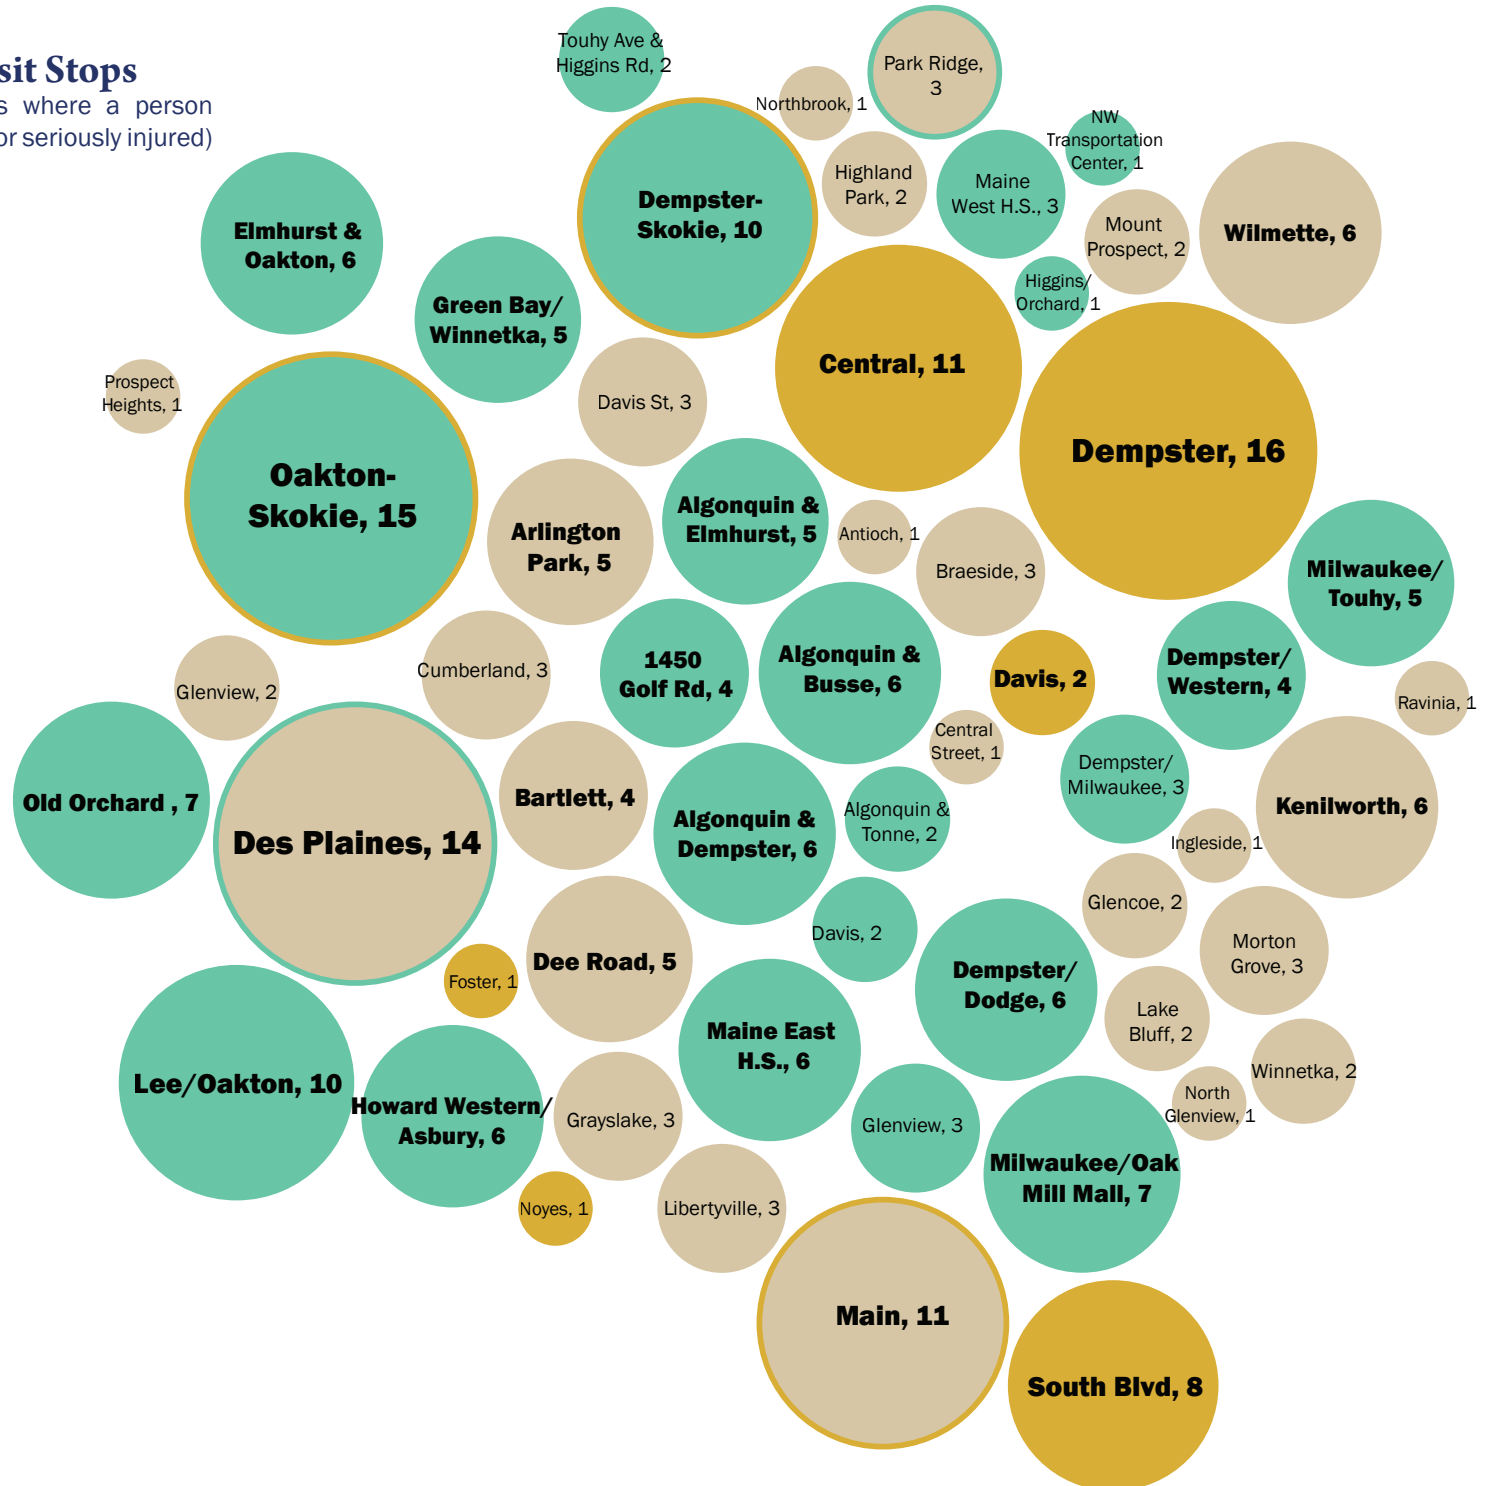 sit Stops
s where a person
or seriously injured)
Touhy Ave &
Higgins Rd, 2
Northbrook, 1
Park Ridge,
3
NW
Transportation
Center, 1
Highland
Park, 2
Maine
West H.S., 3
Dempster-
Skokie, 10
Mount
Prospect, 2
Wilmette, 6
Elmhurst &
Oakton, 6
Green Bay/
Winnetka, 5
Higgins/
Orchard, 1
Central, 11
Prospect
Heights, 1
Davis St, 3
Dempster, 16
Oakton-
Skokie, 15
Arlington
Park, 5
Algonquin &
Elmhurst, 5
Antioch, 1
Braeside, 3
Milwaukee/
Touhy, 5
Glenview, 2
Cumberland, 3
1450
Golf Rd, 4
Algonquin &
Busse, 6
Davis, 2
Dempster/
Western, 4
Ravinia, 1
Central
Street, 1
Dempster/
Milwaukee, 3
Old Orchard , 7
Des Plaines, 14
Bartlett, 4
Algonquin &
Dempster, 6
Algonquin &
Tonne, 2
Kenilworth, 6
Ingleside, 1
Glencoe, 2
Davis, 2
Morton
Grove, 3
Foster, 1
Dee Road, 5
Dempster/
Dodge, 6
Lake
Bluff, 2
Maine East
H.S., 6
Winnetka, 2
Lee/Oakton, 10
Howard Western/
Asbury, 6
Grayslake, 3
Glenview, 3
North
Glenview, 1
Milwaukee/Oak
Mill Mall, 7
Noyes, 1
Libertyville, 3
Main, 11
South Blvd, 8